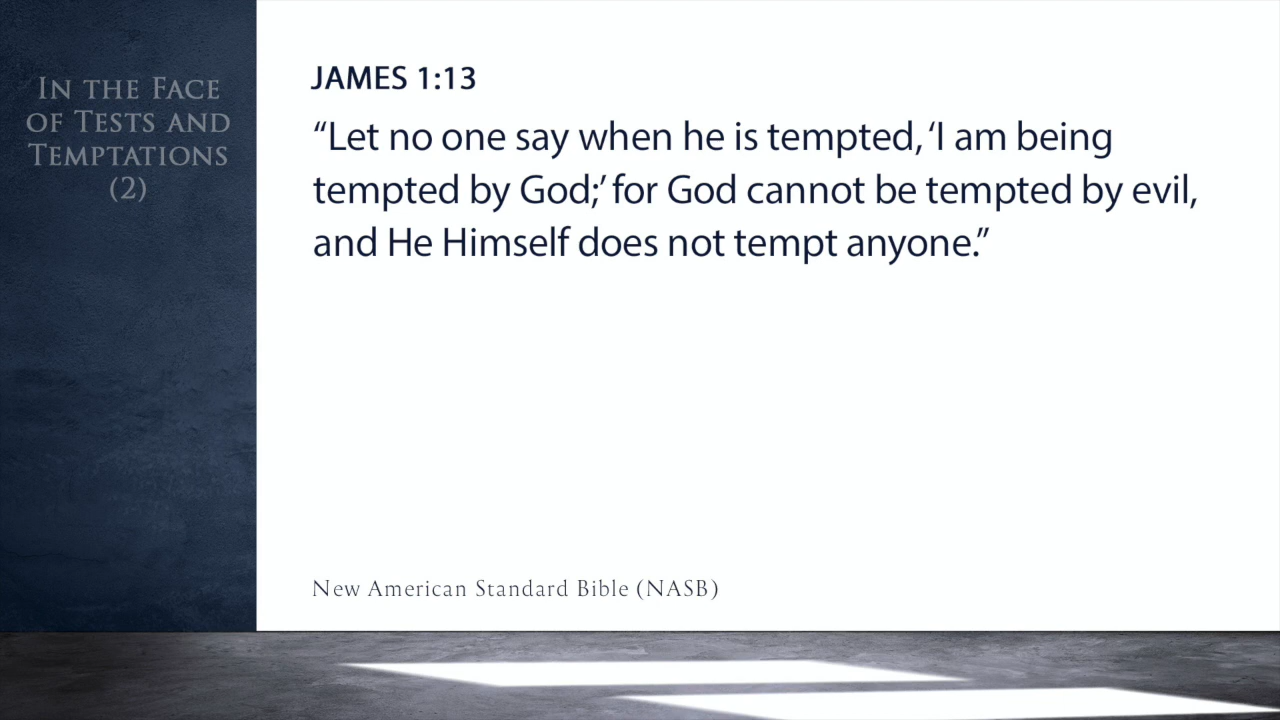 In the Face
of Tests and
Temptations
(2)
JAMES 1:13
“Let no one say when he is tempted, ‘I am being
tempted by God;’ for God cannot be tempted by evil,
and He Himself does not tempt anyone.”
New American Standard Bible (NASB)